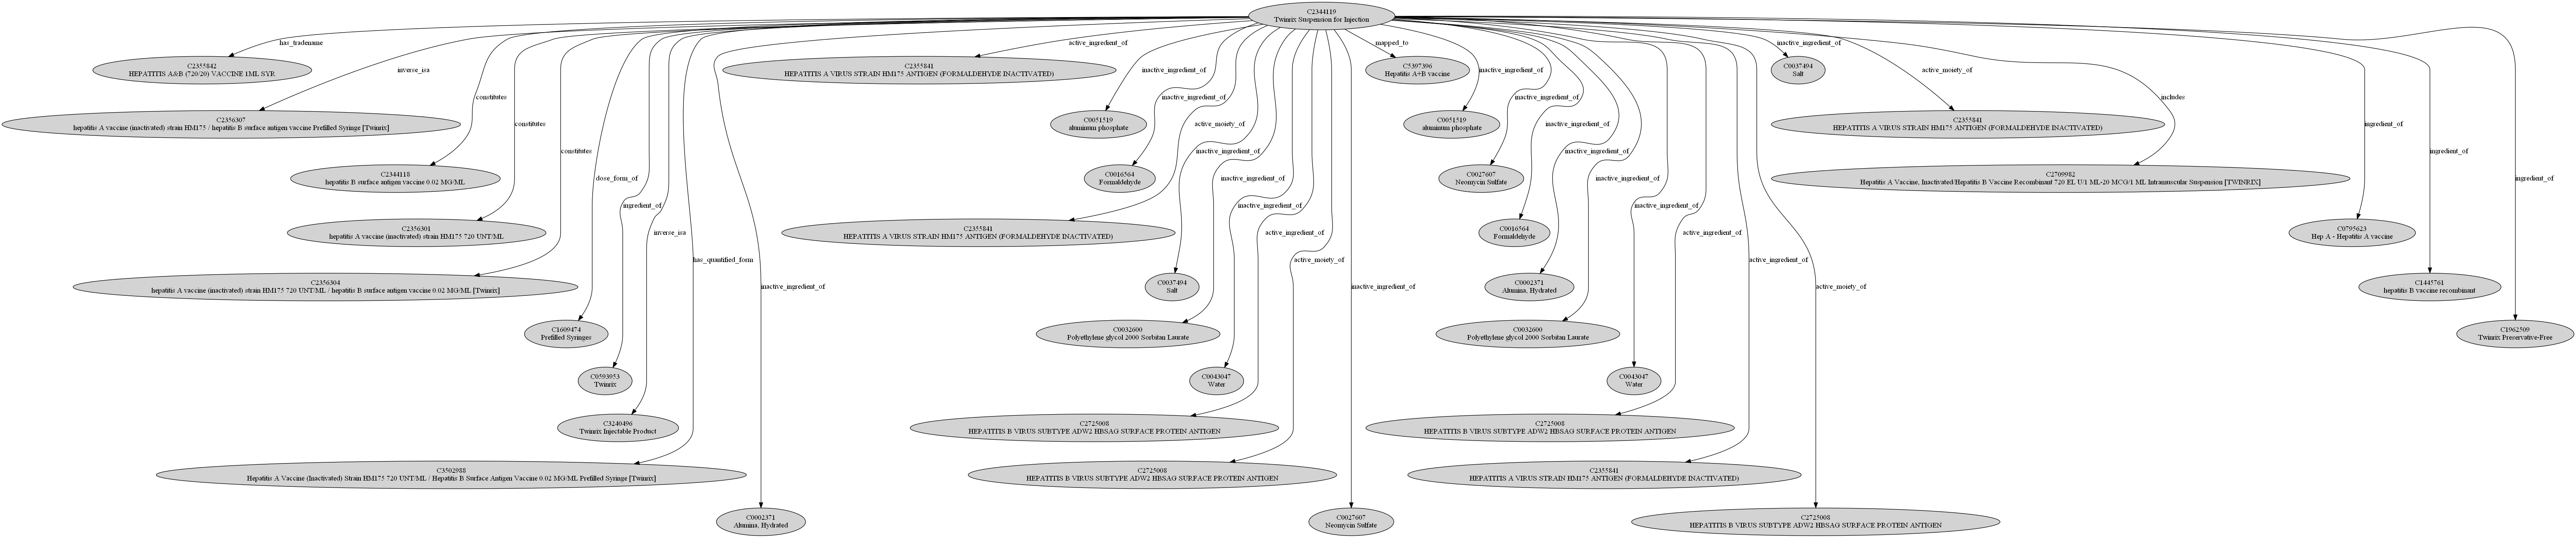 C2344119
Twinrix Suspension for Injection
has_tradename
active_ingredient_of
mapped_to
inactive_ingredient_of
C2355842
HEPATITIS A&B (720/20) VACCINE 1ML SYR
inverse_isa
C2355841
HEPATITIS A VIRUS STRAIN HM175 ANTIGEN (FORMALDEHYDE INACTIVATED)
inactive_ingredient_of
C5397396
Hepatitis A+B vaccine
inactive_ingredient_of
C0037494
Salt
active_moiety_of
constitutes
inactive_ingredient_of
inactive_ingredient_of
includes
C2356307
hepatitis A vaccine (inactivated) strain HM175 / hepatitis B surface antigen vaccine Prefilled Syringe [Twinrix]
constitutes
C0051519
aluminum phosphate
active_moiety_of
C0051519
aluminum phosphate
inactive_ingredient_of
C2355841
HEPATITIS A VIRUS STRAIN HM175 ANTIGEN (FORMALDEHYDE INACTIVATED)
ingredient_of
constitutes
inactive_ingredient_of
inactive_ingredient_of
ingredient_of
C2344118
hepatitis B surface antigen vaccine 0.02 MG/ML
dose_form_of
C0016564
Formaldehyde
inactive_ingredient_of
C0027607
Neomycin Sulfate
inactive_ingredient_of
C2709982
Hepatitis A Vaccine, Inactivated/Hepatitis B Vaccine Recombinant 720 EL U/1 ML-20 MCG/1 ML Intramuscular Suspension [TWINRIX]
ingredient_of
ingredient_of
inactive_ingredient_of
inactive_ingredient_of
C2356301
hepatitis A vaccine (inactivated) strain HM175 720 UNT/ML
inverse_isa
C2355841
HEPATITIS A VIRUS STRAIN HM175 ANTIGEN (FORMALDEHYDE INACTIVATED)
active_ingredient_of
C0016564
Formaldehyde
active_ingredient_of
C0795623
Hep A - Hepatitis A vaccine
has_quantified_form
active_moiety_of
active_ingredient_of
C2356304
hepatitis A vaccine (inactivated) strain HM175 720 UNT/ML / hepatitis B surface antigen vaccine 0.02 MG/ML [Twinrix]
inactive_ingredient_of
C0037494
Salt
inactive_ingredient_of
C0002371
Alumina, Hydrated
active_moiety_of
C1445761
hepatitis B vaccine recombinant
C1609474
Prefilled Syringes
C0032600
Polyethylene glycol 2000 Sorbitan Laurate
C0032600
Polyethylene glycol 2000 Sorbitan Laurate
C1962509
Twinrix Preservative-Free
C0593953
Twinrix
C0043047
Water
C0043047
Water
C3240496
Twinrix Injectable Product
C2725008
HEPATITIS B VIRUS SUBTYPE ADW2 HBSAG SURFACE PROTEIN ANTIGEN
C2725008
HEPATITIS B VIRUS SUBTYPE ADW2 HBSAG SURFACE PROTEIN ANTIGEN
C3502988
Hepatitis A Vaccine (Inactivated) Strain HM175 720 UNT/ML / Hepatitis B Surface Antigen Vaccine 0.02 MG/ML Prefilled Syringe [Twinrix]
C2725008
HEPATITIS B VIRUS SUBTYPE ADW2 HBSAG SURFACE PROTEIN ANTIGEN
C2355841
HEPATITIS A VIRUS STRAIN HM175 ANTIGEN (FORMALDEHYDE INACTIVATED)
C0002371
Alumina, Hydrated
C0027607
Neomycin Sulfate
C2725008
HEPATITIS B VIRUS SUBTYPE ADW2 HBSAG SURFACE PROTEIN ANTIGEN